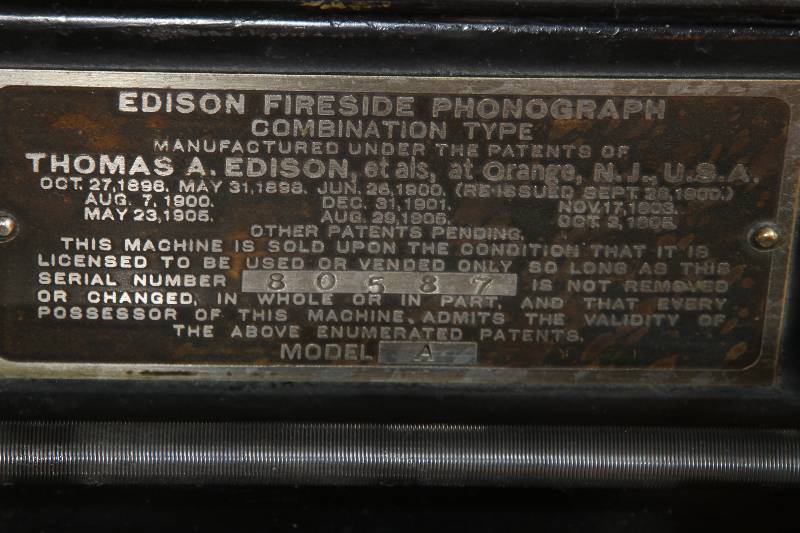 EDISON FIRESIDE PHONOGRAPH
COMBINATION TYPE
MANUFACTURED UNDER THE PATENTS OF
THOMAS A. EDISON, et als, at Orange, N.J., U.S.A.
OCT. 27,1898. MAY 31,1898. JUN. 26,1900. (RE-ISSUED SEPT. 25,1900.)
AUG. 7, 1900. DEC. 31,1901. NOV.17,1903.
MAY 23,1905. AUG. 29,1905. OCT. 3, 1905.
OTHER PATENTS PENDING.
THIS MACHINE IS SOLD UPON THE CONDITION THAT IT IS
LICENSED TO BE USED OR VENDED ONLY SO LONG AS THIS
SERIAL NUMBER 80587 IS NOT REMOVED
OR CHANGED, IN WHOLE OR IN PART, AND THAT EVERY
POSSESSOR OF THIS MACHINE, ADMITS THE VALIDITY OF
THE ABOVE ENUMERATED PATENTS.
MODEL A